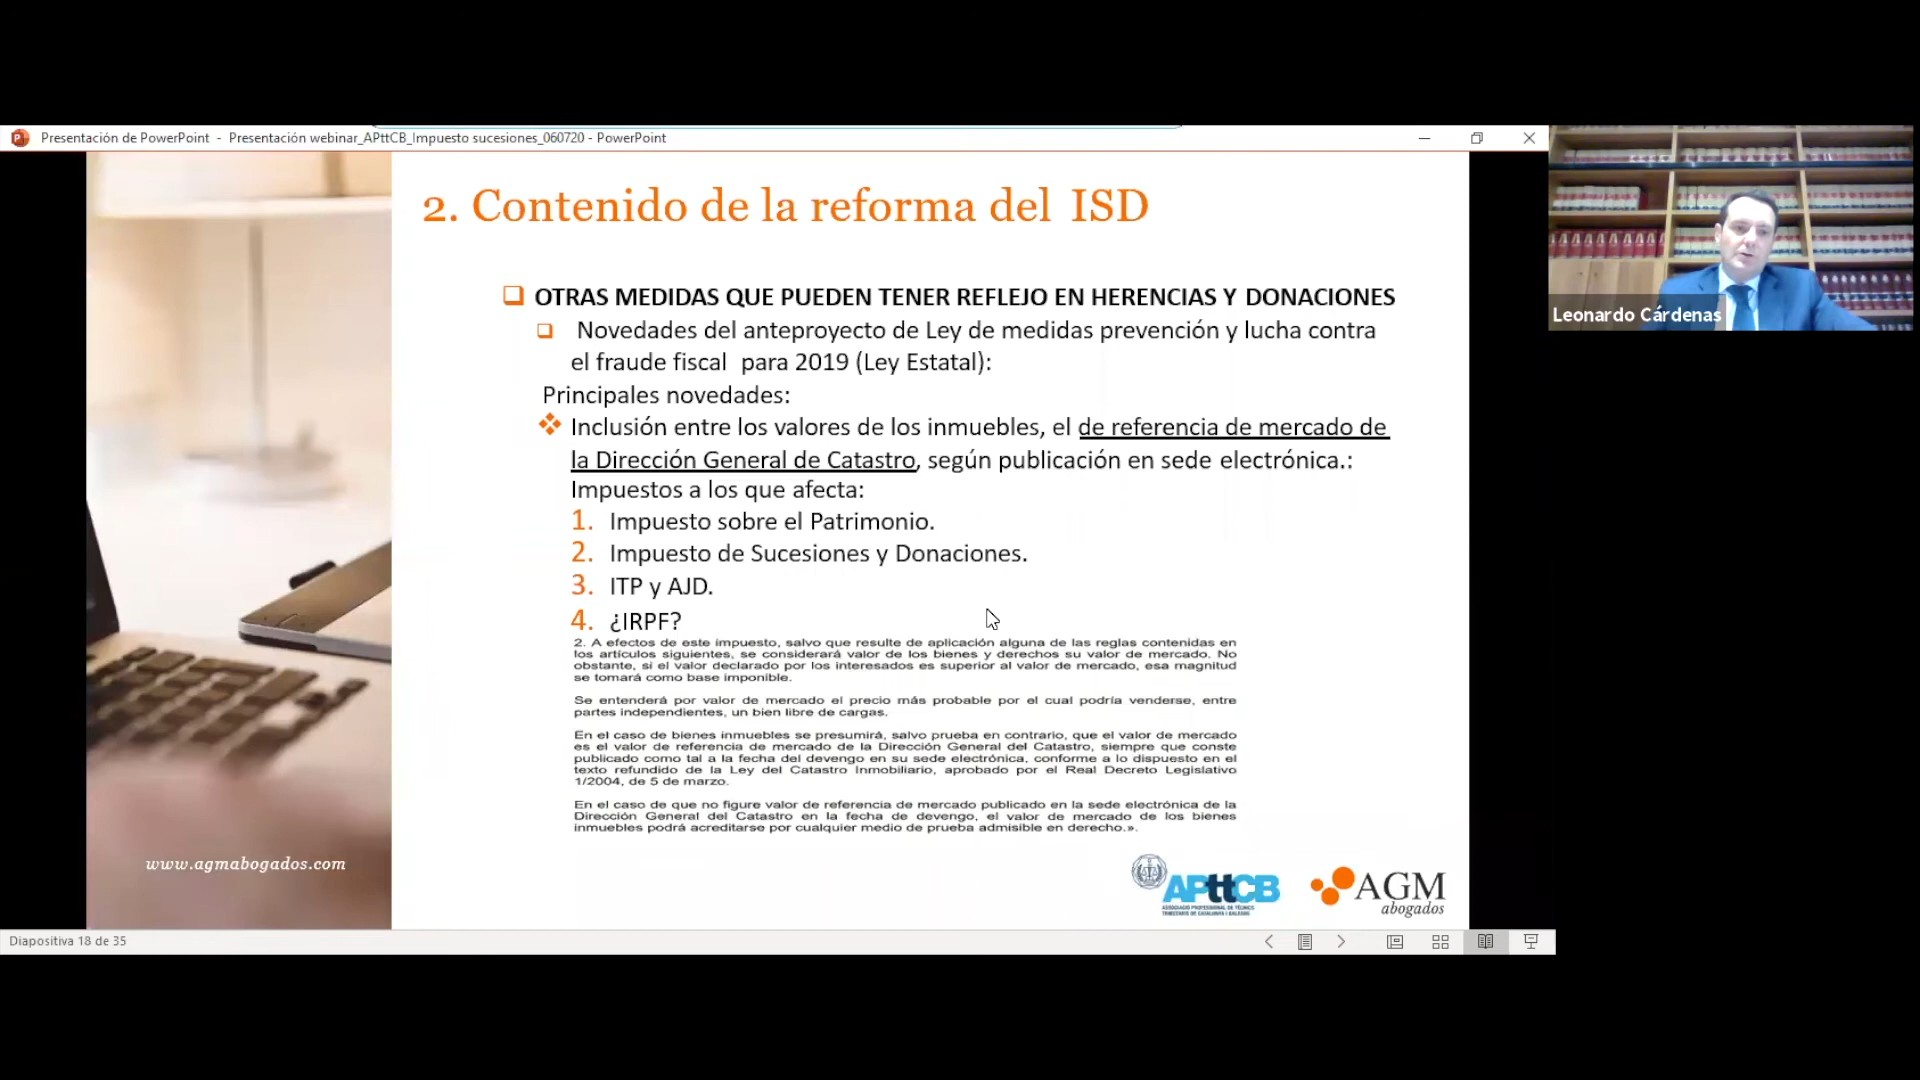 Presentación de PowerPoint - Presentación webinar_APttCB_Impuesto sucesiones_060720 - PowerPoint
2. Contenido de la reforma del ISD
Leonardo Cárdenas
OTRAS MEDIDAS QUE PUEDEN TENER REFLEJO EN HERENCIAS Y DONACIONES
Novedades del anteproyecto de Ley de medidas prevención y lucha contra
el fraude fiscal para 2019 (Ley Estatal):
Principales novedades:
Inclusión entre los valores de los inmuebles, el de referencia de mercado de
la Dirección General de Catastro, según publicación en sede electrónica.:
Impuestos a los que afecta:
1. Impuesto sobre el Patrimonio.
2. Impuesto de Sucesiones y Donaciones.
3. ITP y AJD.
4. ¿IRPF?
2. A efectos de este impuesto, salvo que resulte de aplicación alguna de las reglas contenidas en
los artículos siguientes, se considerará valor de los bienes y derechos su valor de mercado. No
obstante, si el valor declarado por los interesados es superior al valor de mercado, esa magnitud
se tomará como base imponible.
Se entenderá por valor de mercado el precio más probable por el cual podría venderse, entre
partes independientes, un bien libre de cargas.
En el caso de bienes inmuebles se presumirá, salvo prueba en contrario, que el valor de mercado
es el valor de referencia de mercado de la Dirección General del Catastro, siempre que conste
publicado como tal a la fecha del devengo en su sede electrónica, conforme a lo dispuesto en el
texto refundido de la Ley del Catastro Inmobiliario, aprobado por el Real Decreto Legislativo
1/2004, de 5 de marzo.
En el caso de que no figure valor de referencia de mercado publicado en la sede electrónica de la
Dirección General del Catastro en la fecha de devengo, el valor de mercado de los bienes
inmuebles podrá acreditarse por cualquier medio de prueba admisible en derecho.».
www.agmabogados.com
APttCB
ASSOCIACIÓ PROFESSIONAL DE TÈCNICS
TRIBUTARIS DE CATALUNYA I BALEARS
AGM
abogados
Diapositiva 18 de 35